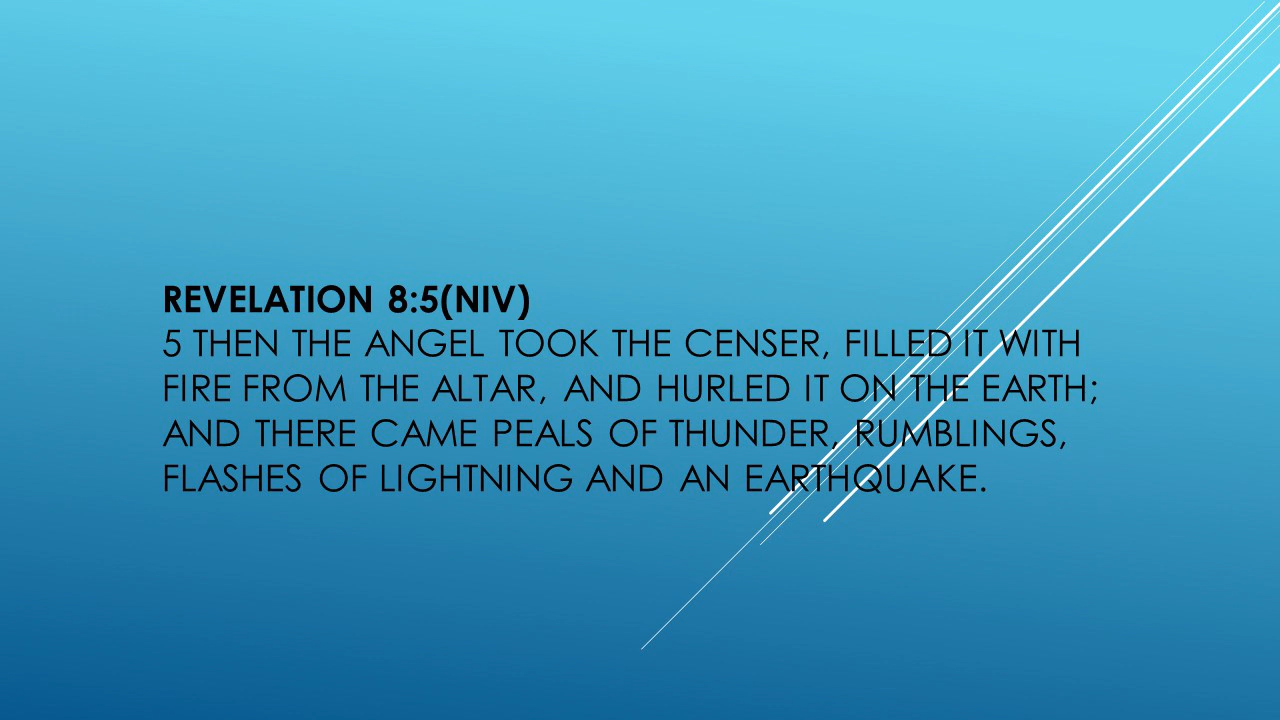 REVELATION 8:5(NIV)
5 THEN THE ANGEL TOOK THE CENSER, FILLED IT WITH
FIRE FROM THE ALTAR, AND HURLED IT ON THE EARTH;
AND THERE CAME PEALS OF THUNDER, RUMBLINGS,
FLASHES OF LIGHTNING AND AN EARTHQUAKE.